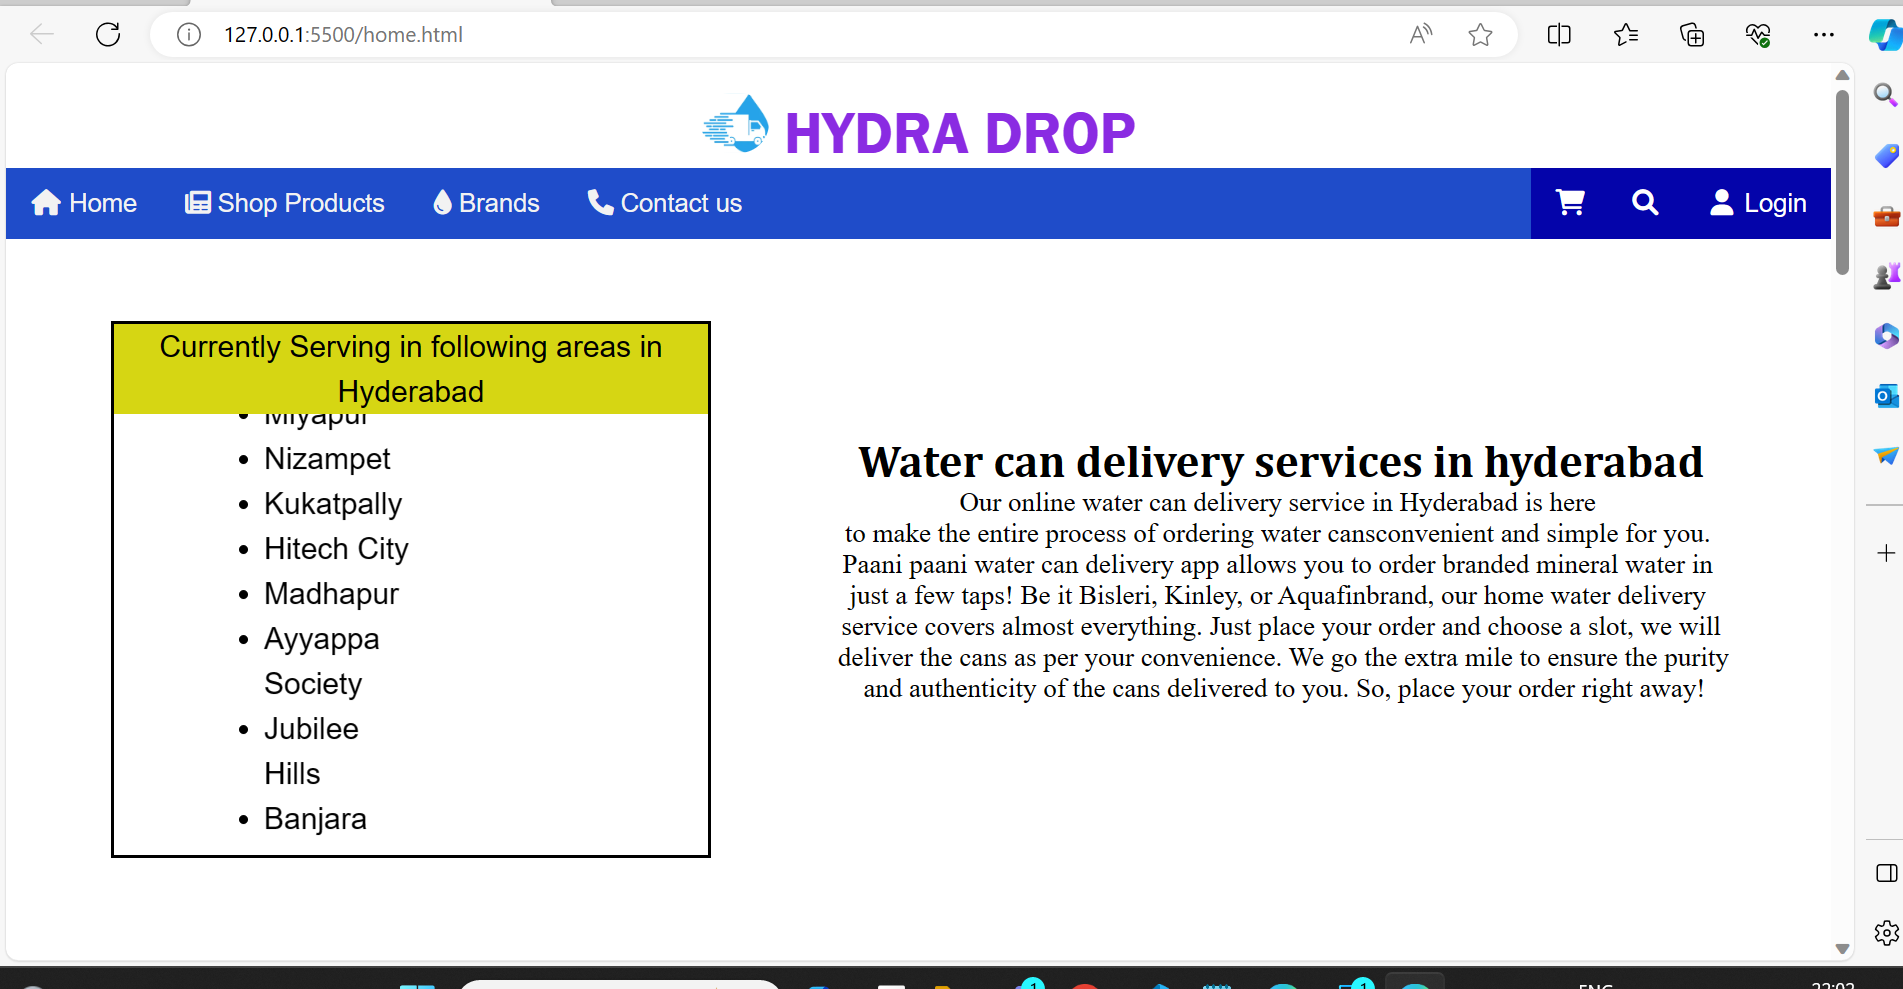 127.0.0.1:5500/home.html
HYDRA DROP
Home Shop Products Brands Contact us Login
Currently Serving in following areas in
Hyderabad
Miyapur
Nizampet
Kukatpally
Hitech City
Madhapur
Ayyappa
Society
Jubilee
Hills
Banjara
Water can delivery services in hyderabad
Our online water can delivery service in Hyderabad is here
to make the entire process of ordering water cansconvenient and simple for you.
Paani paani water can delivery app allows you to order branded mineral water in
just a few taps! Be it Bisleri, Kinley, or Aquafinbrand, our home water delivery
service covers almost everything. Just place your order and choose a slot, we will
deliver the cans as per your convenience. We go the extra mile to ensure the purity
and authenticity of the cans delivered to you. So, place your order right away!
1
1
ENG
22:02